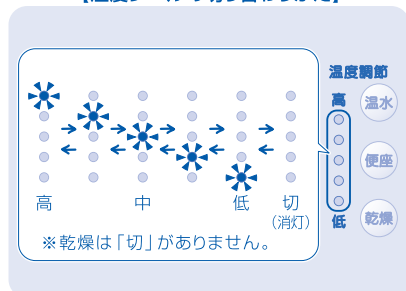 温度調節
高
温水
便座
低
乾燥
高 中 低 切
(消灯)
※乾燥は「切」がありません。